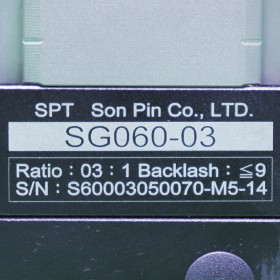 SPT Son Pin Co., LTD.
SG060-03
Ratio : 03 : 1 Backlash : ≦9
S/N : S60003050070-M5-14